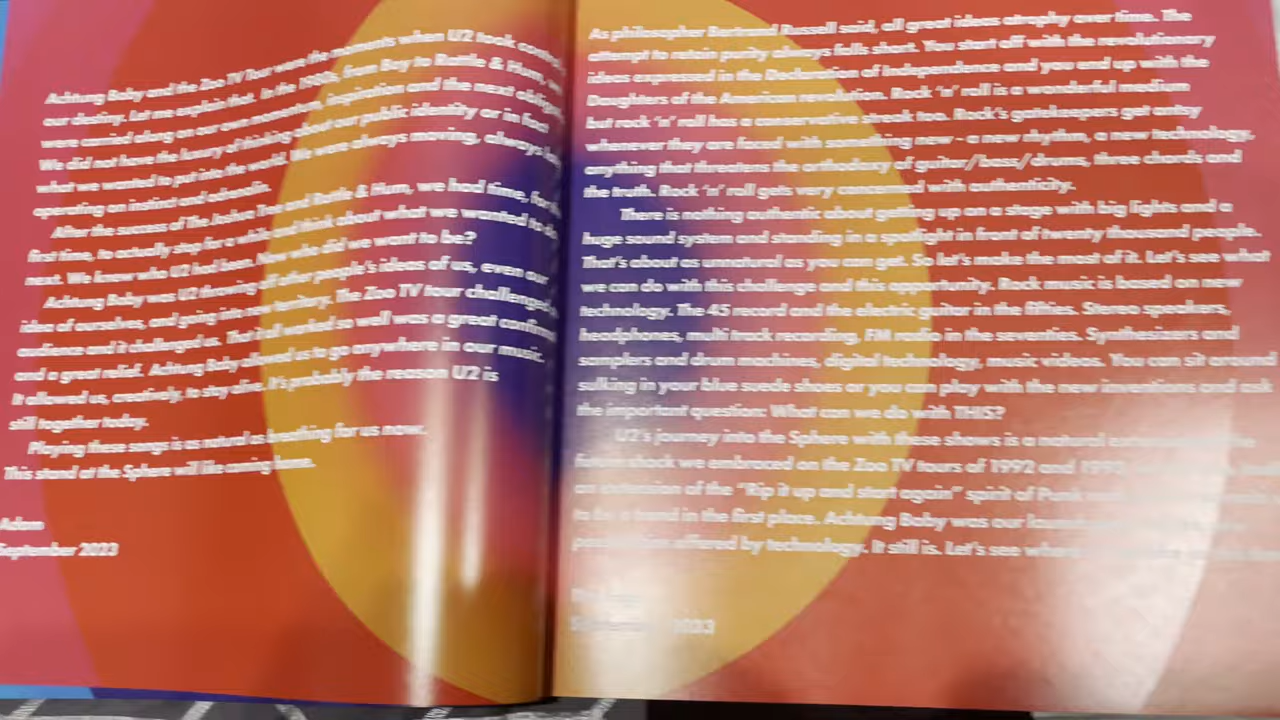 Achtung Baby and the Zoo TV Tour were the moments when U2 took
our destiny. Let me explain that. In the 1980s, from Boy to Rattle & Hum,
were carried along on our own momentum, inspiration and the next
We did not have the luxury of thinking about our public identity or in fact
what we wanted to put into the world. We were always moving, always
operating on instinct and adrenalin.
After the success of The Joshua Tree and Rattle & Hum, we had time, for
first time, to actually stop for a while and think about what we wanted to do
next. We knew who U2 had been. Now who did we want to be?
Achtung Baby was U2 throwing off other people's ideas of us, even our
idea of ourselves, and going into new territory. The Zoo TV tour challenged
audience and it challenged us. That it all worked so well was a great
and a great relief. Achtung Baby allowed us to go anywhere in our music.
It allowed us, creatively, to stay alive. It's probably the reason U2 is
still together today.
Playing these songs is as natural as breathing for us now.
This stand at the Sphere will be coming home.
Adam
September 2023
As philosopher Bertrand Russell said, all great ideas atrophy over time. The
attempt to retain purity always falls short. You start off with the revolutionary
ideas expressed in the Declaration of Independence and you end up with the
Daughters of the American revolution. Rock 'n' roll is a wonderful medium
but rock 'n' roll has a conservative streak too. Rock's gatekeepers get antsy
whenever they are faced with something new - a new rhythm, a new technology,
anything that threatens the orthodoxy of guitar/bass/drums, three chords and
the truth. Rock 'n' roll gets very concerned with authenticity.
There is nothing authentic about getting up on a stage with big lights and a
huge sound system and standing in a spotlight in front of twenty thousand people.
That's about as unnatural as you can get. So let's make the most of it. Let's see what
we can do with this challenge and this opportunity. Rock music is based on new
technology. The 45 record and the electric guitar in the fifties. Stereo speakers,
headphones, multi track recording, FM radio in the seventies. Synthesizers and
samplers and drum machines, digital technology, music videos. You can sit around
sulking in your blue suede shoes or you can play with the new inventions and ask
the important question: What can we do with THIS?
U2's journey into the Sphere with these shows is a natural
we embraced on the Zoo TV tours of 1992 and
an extension of the "Rip it up and start again" spirit of Punk
to be a band in the first place. Achtung Baby was our
offered by technology. It still is. Let's see where
2023